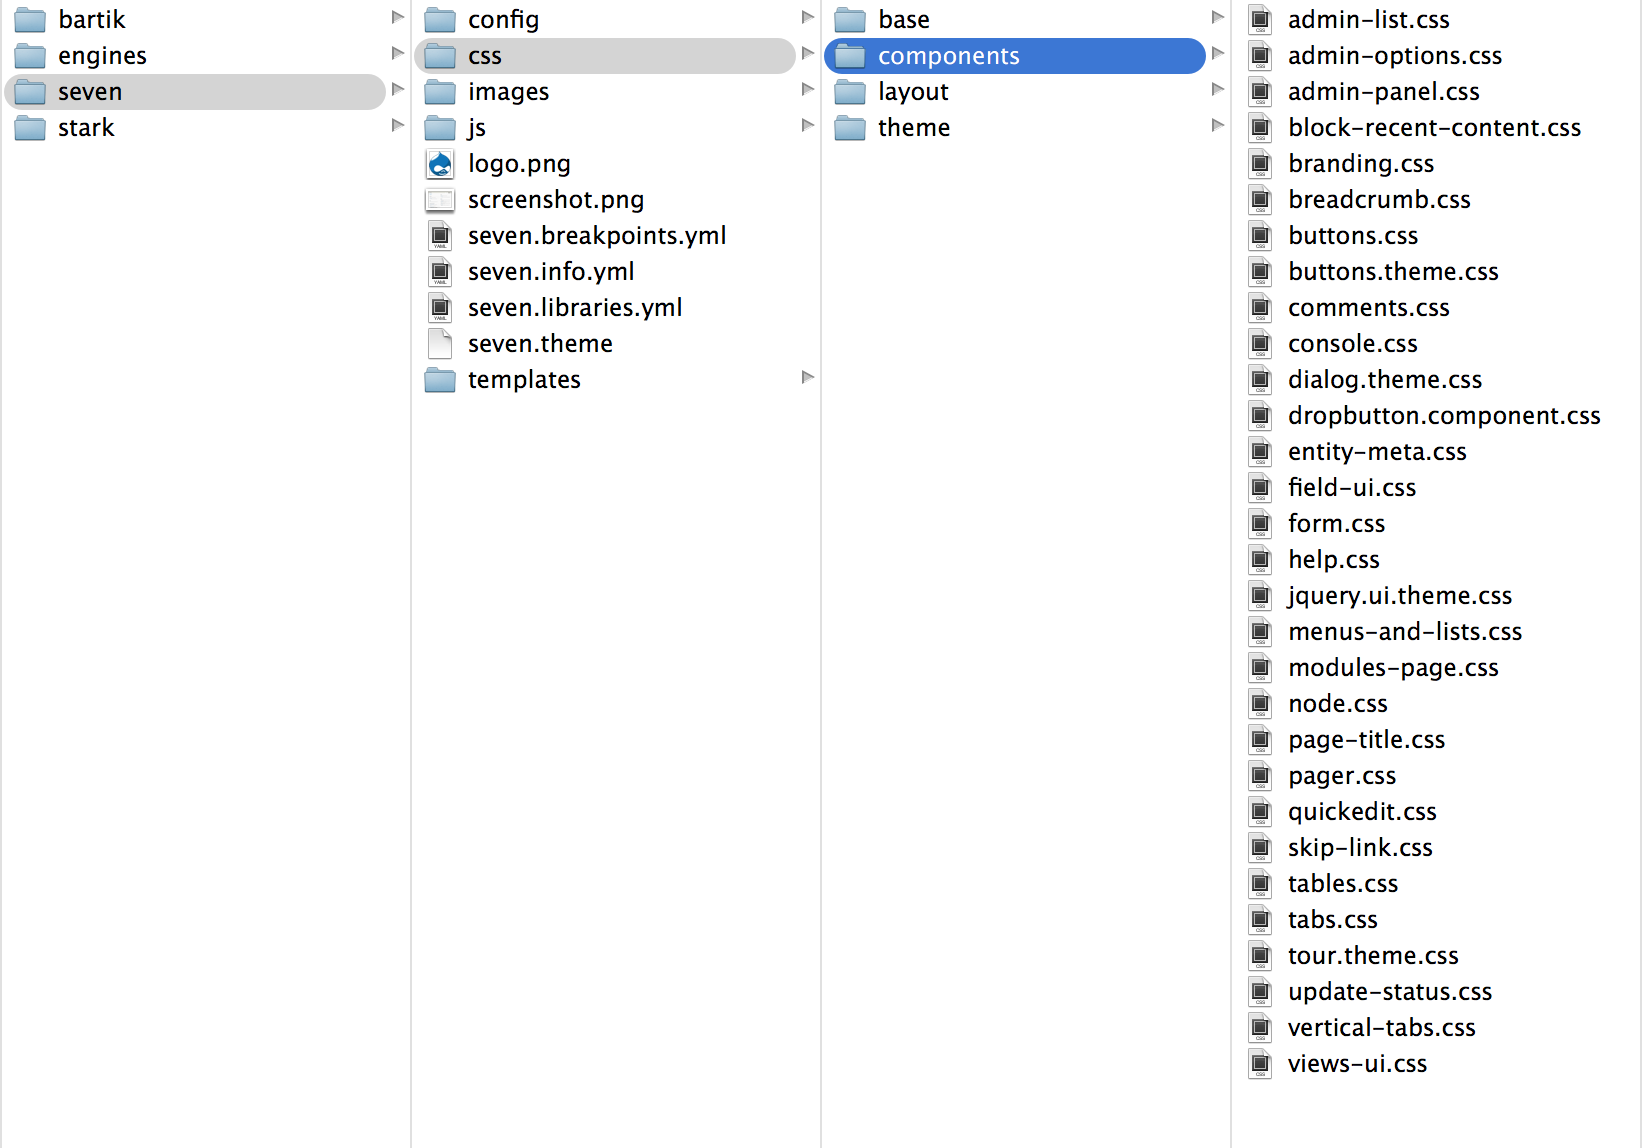 bartik
engines
seven
stark
config
css
images
js
logo.png
screenshot.png
seven.breakpoints.yml
seven.info.yml
seven.libraries.yml
seven.theme
templates
base
components
layout
theme
admin-list.css
admin-options.css
admin-panel.css
block-recent-content.css
branding.css
breadcrumb.css
buttons.css
buttons.theme.css
comments.css
console.css
dialog.theme.css
dropbutton.component.css
entity-meta.css
field-ui.css
form.css
help.css
jquery.ui.theme.css
menus-and-lists.css
modules-page.css
node.css
page-title.css
pager.css
quickedit.css
skip-link.css
tables.css
tabs.css
tour.theme.css
update-status.css
vertical-tabs.css
views-ui.css